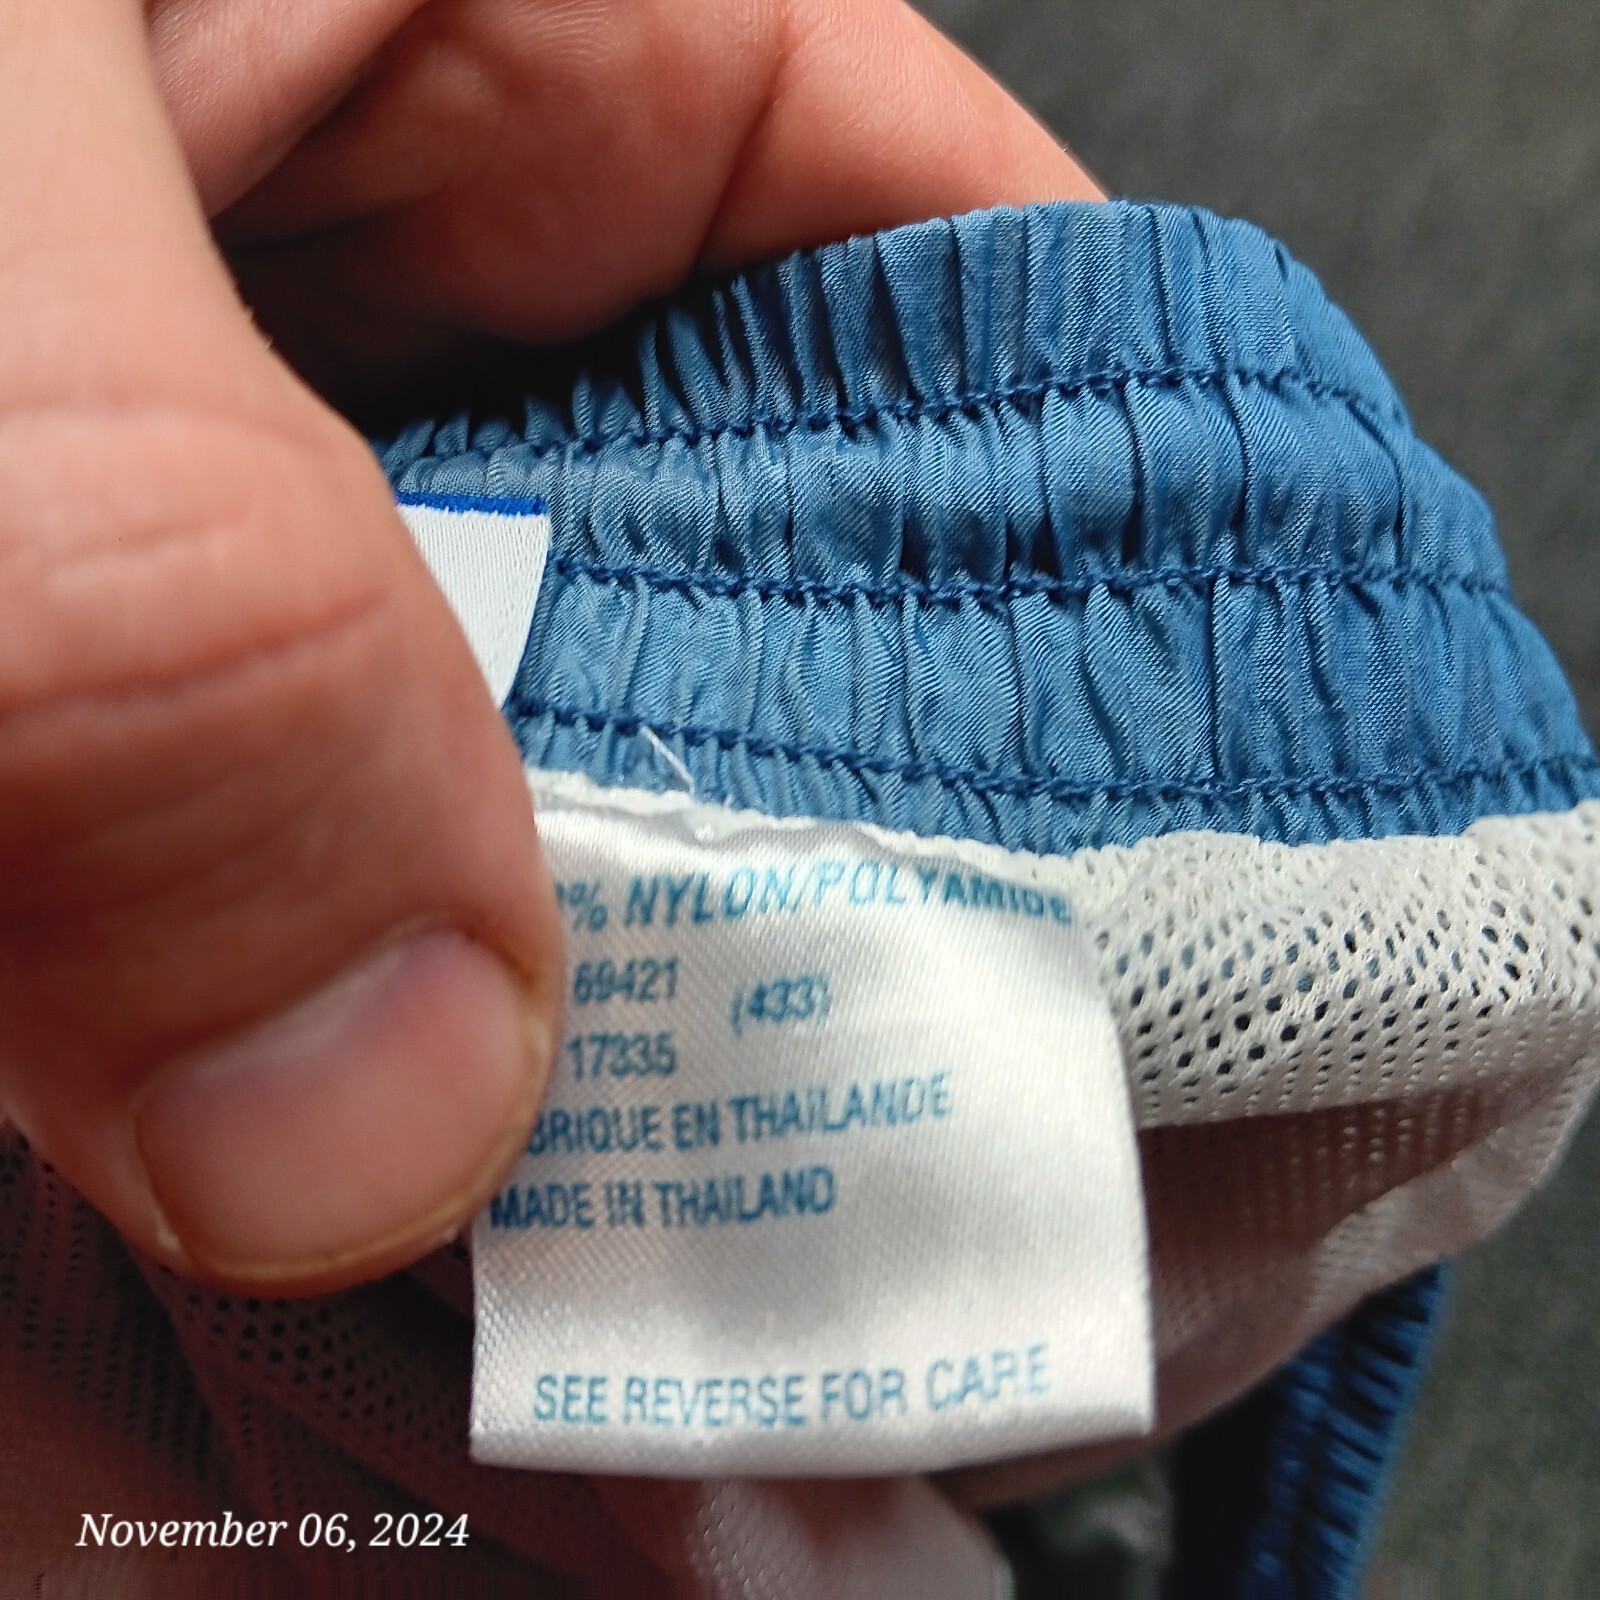 % NYLON/POLYAMIDE
69421 (433)
17335
BRIQUE EN THAILANDE
MADE IN THAILAND
SEE REVERSE FOR CARE
November 06, 2024